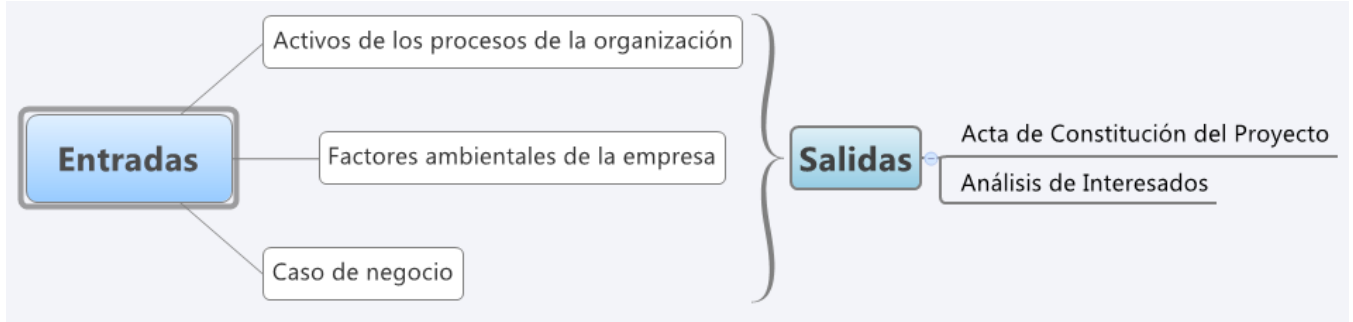 Entradas
Activos de los procesos de la organización
Factores ambientales de la empresa
Caso de negocio
Salidas
Acta de Constitución del Proyecto
Análisis de Interesados